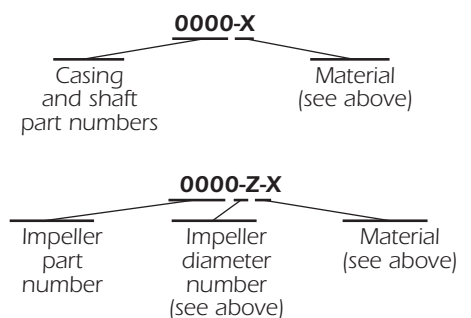 0000-X
Casing
and shaft
part numbers
Material
(see above)
0000-Z-X
Impeller
part
number
Impeller
diameter
number
(see above)
Material
(see above)